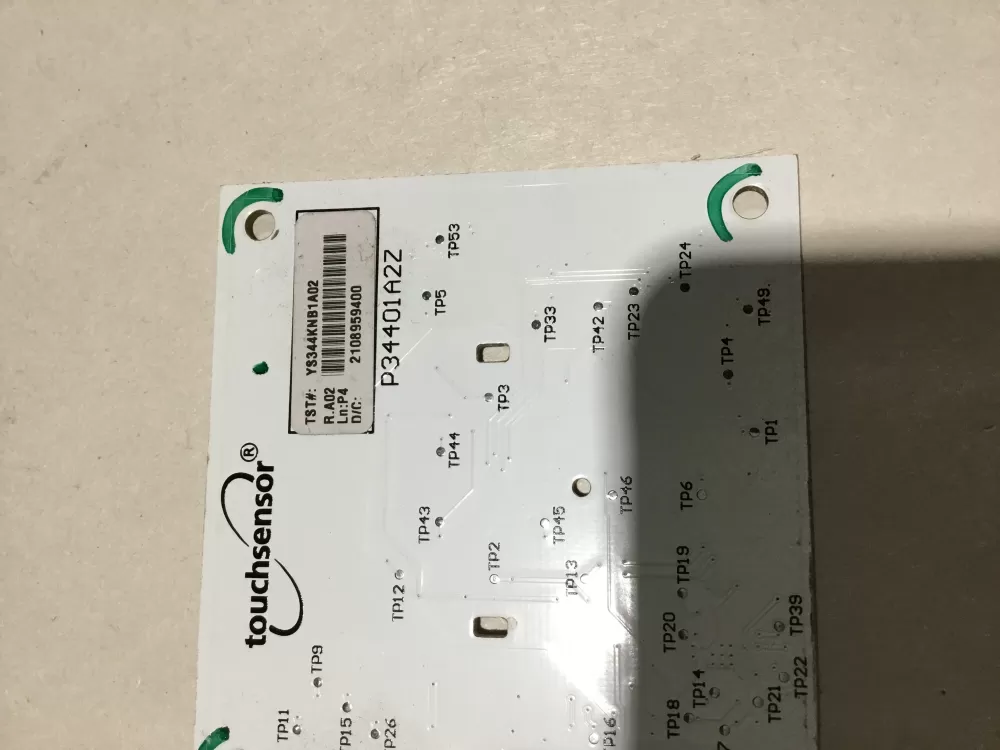 TST#: YS344KNB1A02
R.A02
Ln:P4
D/C: 2108959400
P34401A2Z
touchsensor®
TP53
TP5
TP33
TP42
TP23
TP24
TP49
TP4
TP3
TP1
TP44
TP46
TP6
TP43
TP45
TP2
TP13
TP19
TP12
TP20
TP39
TP9
TP14
TP22
TP21
TP11
TP15
TP26
TP16
TP18